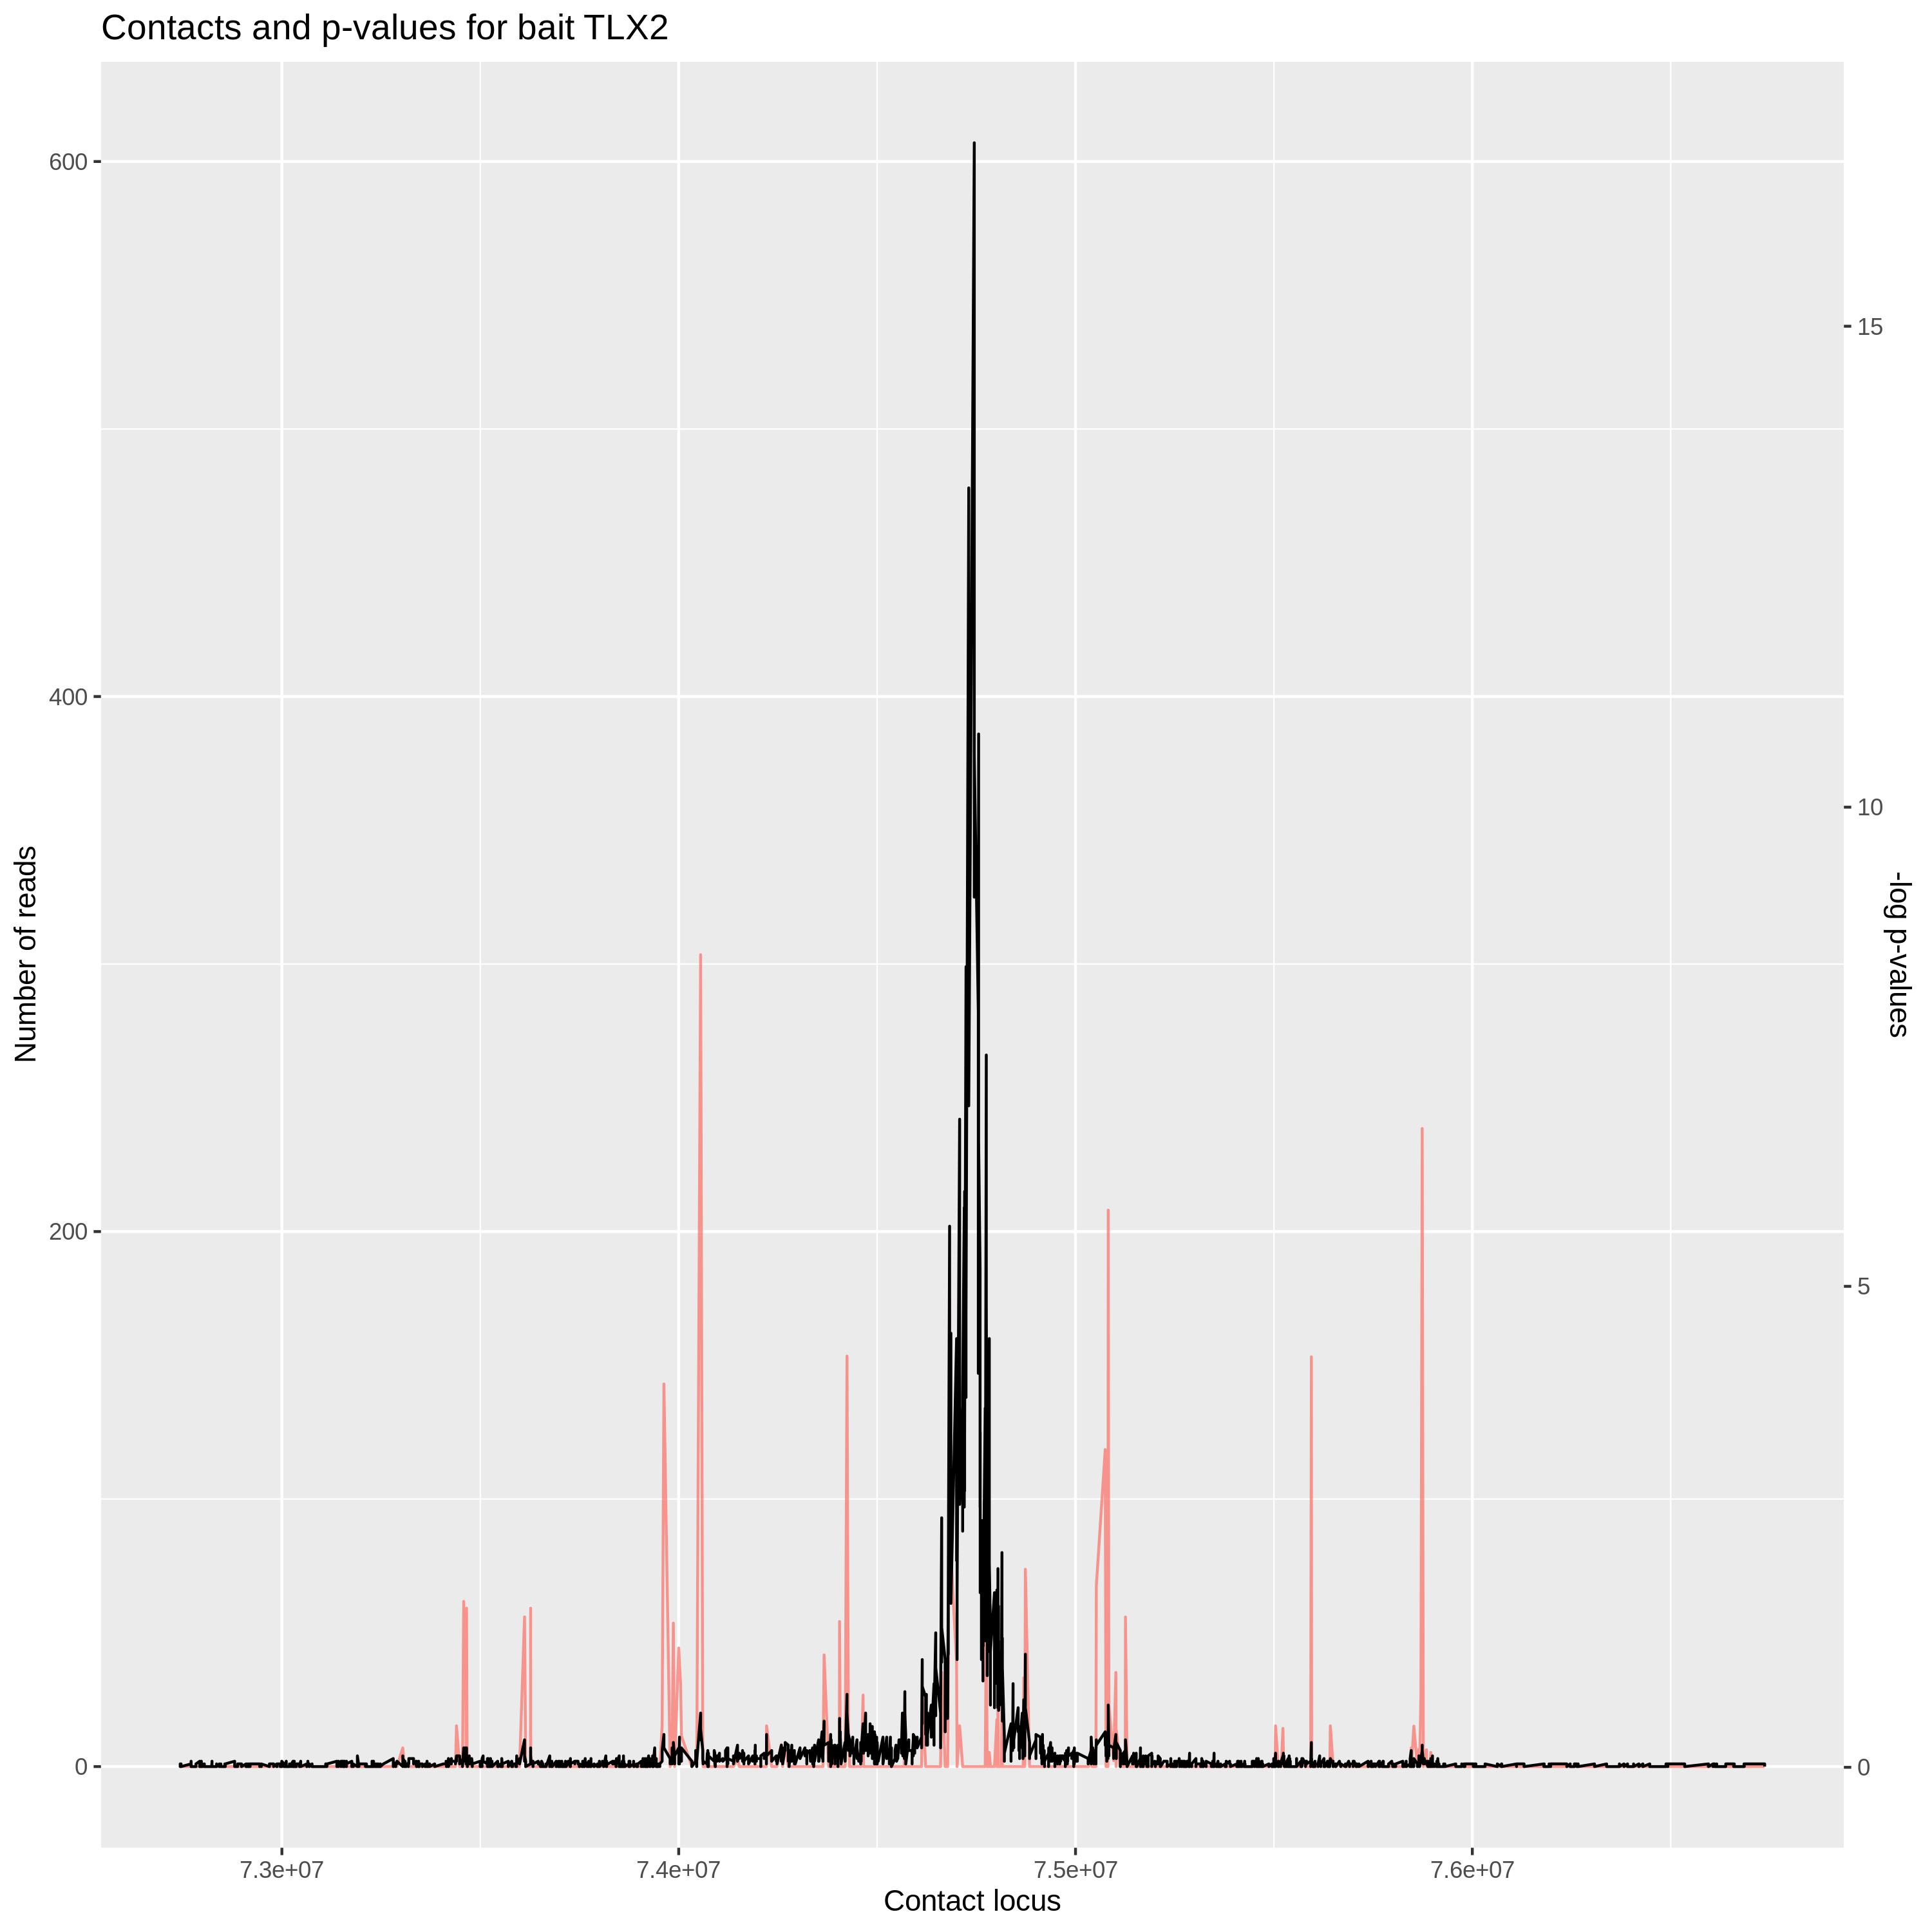 Contacts and p-values for bait TLX2
600
400
200
0
Number of reads
15
10
5
0
-log p-values
7.3e+07
7.4e+07
7.5e+07
7.6e+07
Contact locus